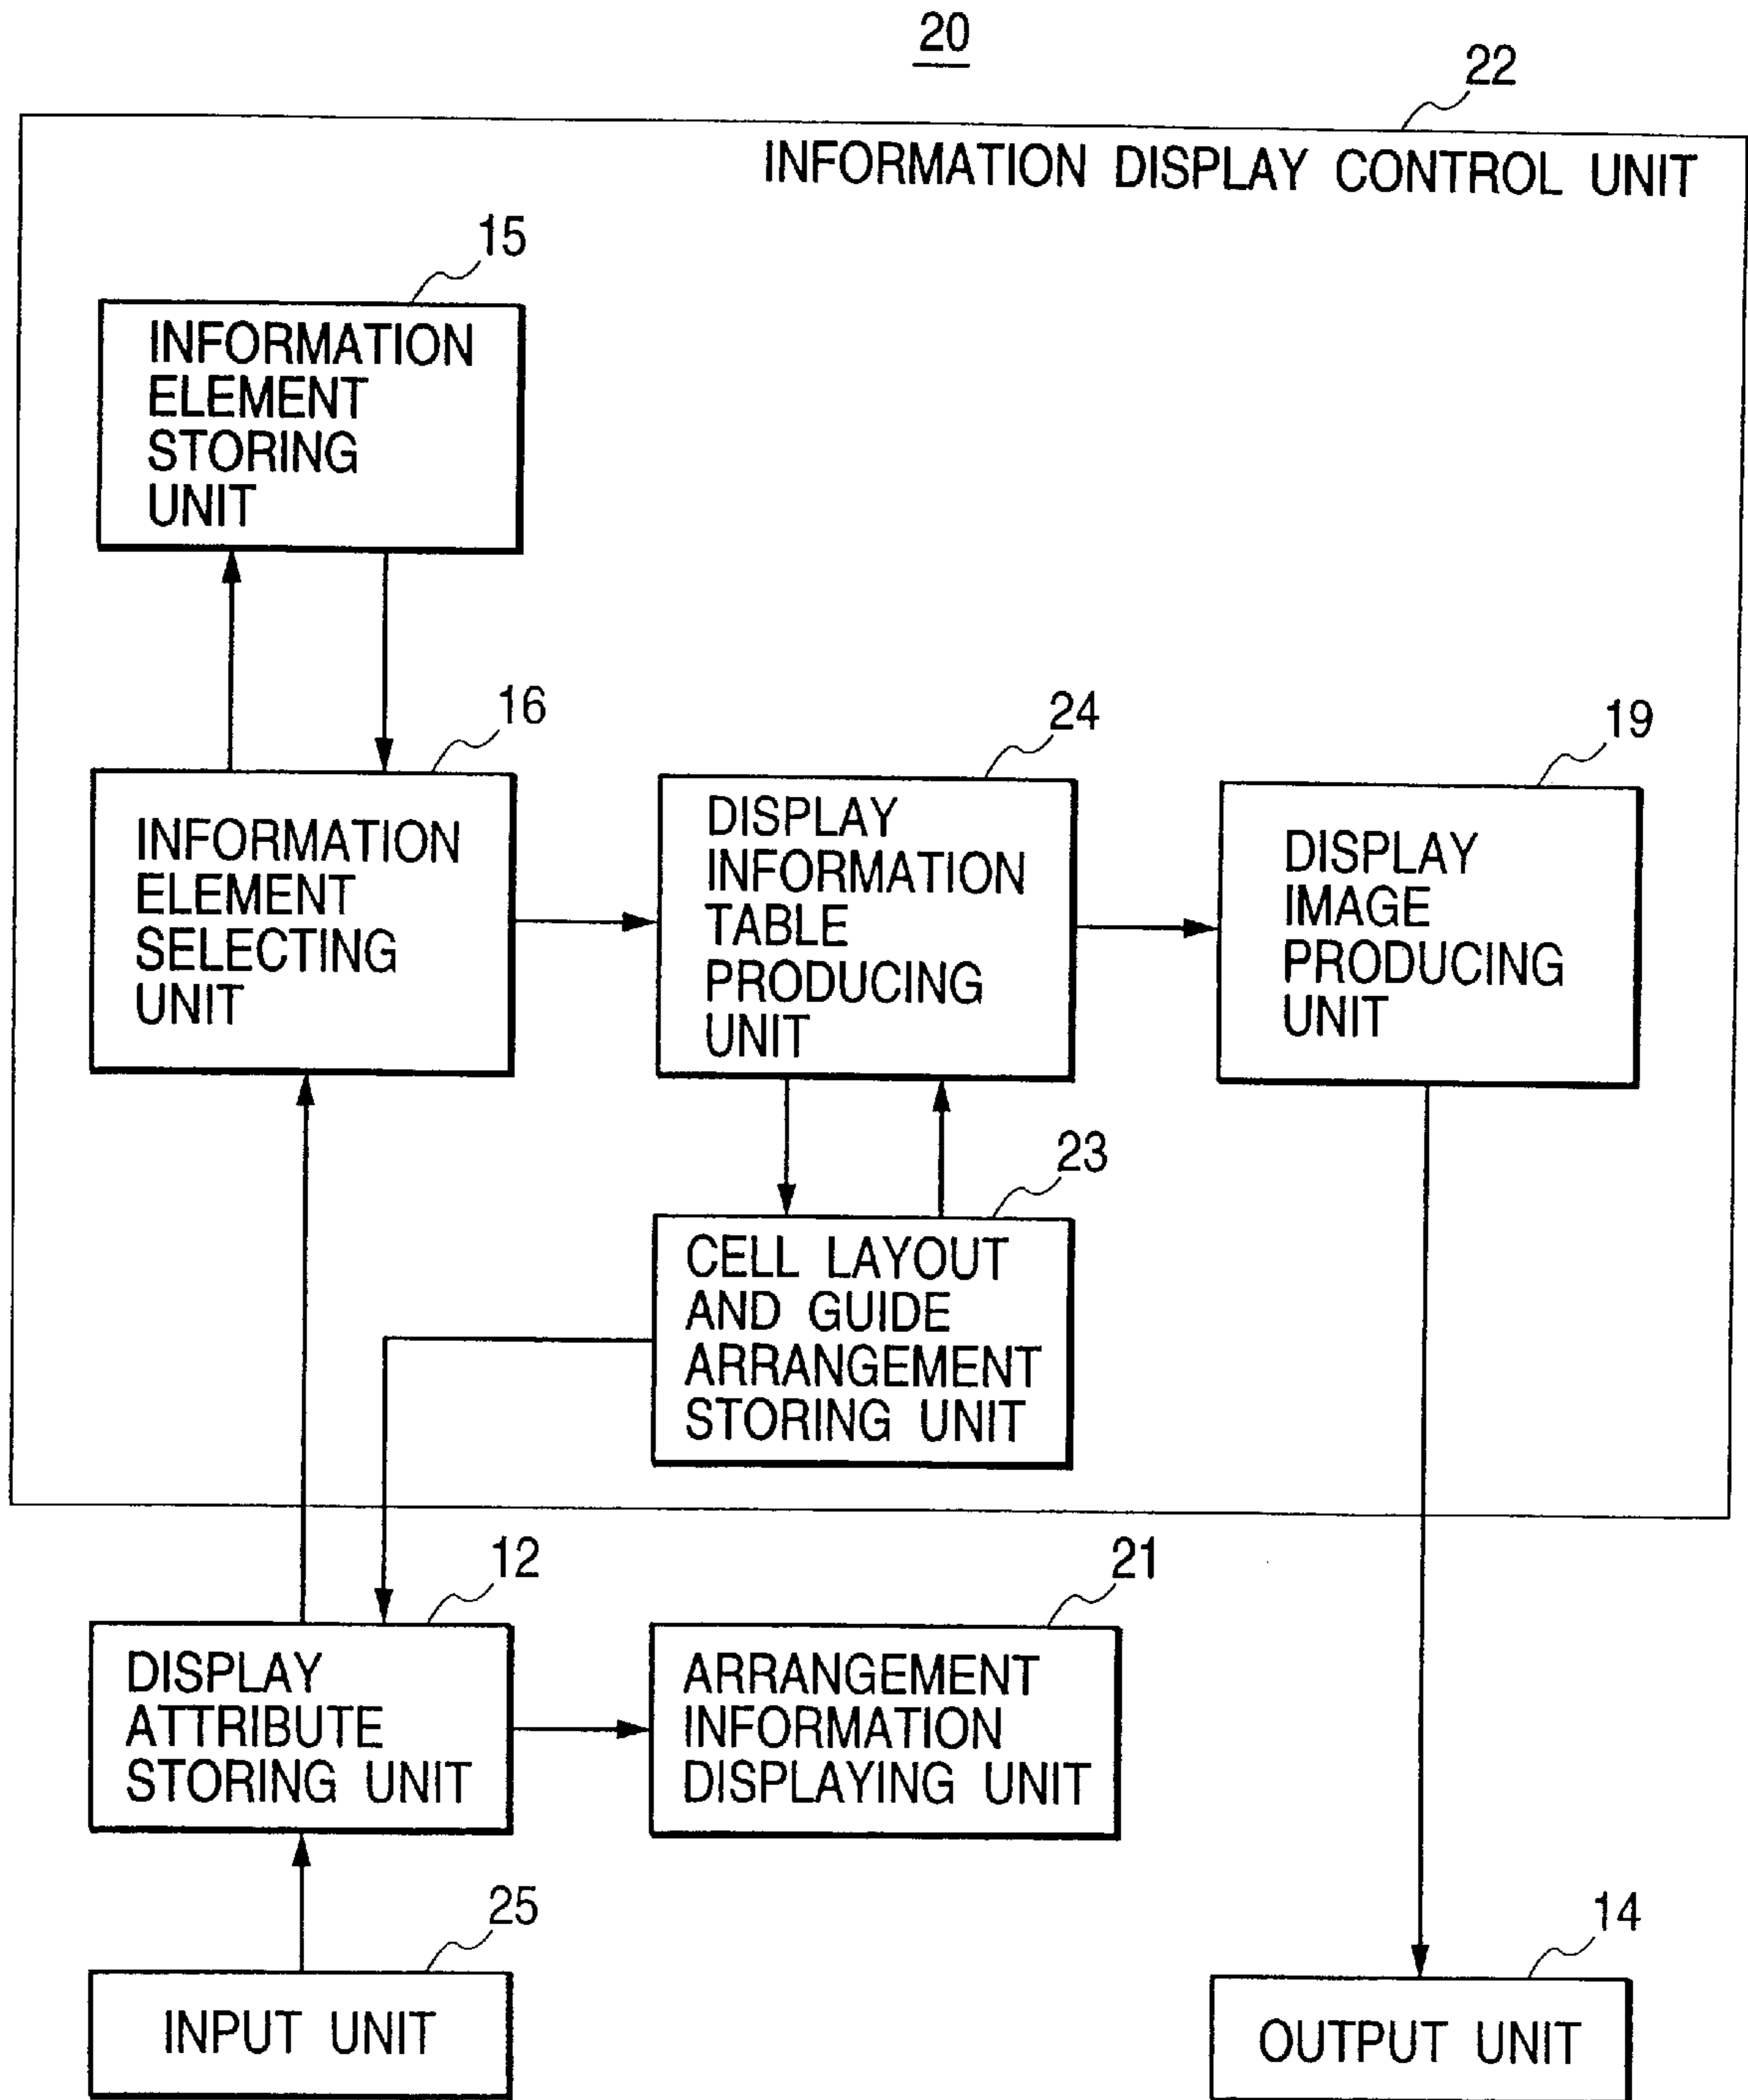 20
22
INFORMATION DISPLAY CONTROL UNIT
15
INFORMATION
ELEMENT
STORING
UNIT
16
INFORMATION
ELEMENT
SELECTING
UNIT
24
DISPLAY
INFORMATION
TABLE
PRODUCING
UNIT
19
DISPLAY
IMAGE
PRODUCING
UNIT
23
CELL LAYOUT
AND GUIDE
ARRANGEMENT
STORING UNIT
12
DISPLAY
ATTRIBUTE
STORING UNIT
21
ARRANGEMENT
INFORMATION
DISPLAYING UNIT
25
INPUT UNIT
14
OUTPUT UNIT